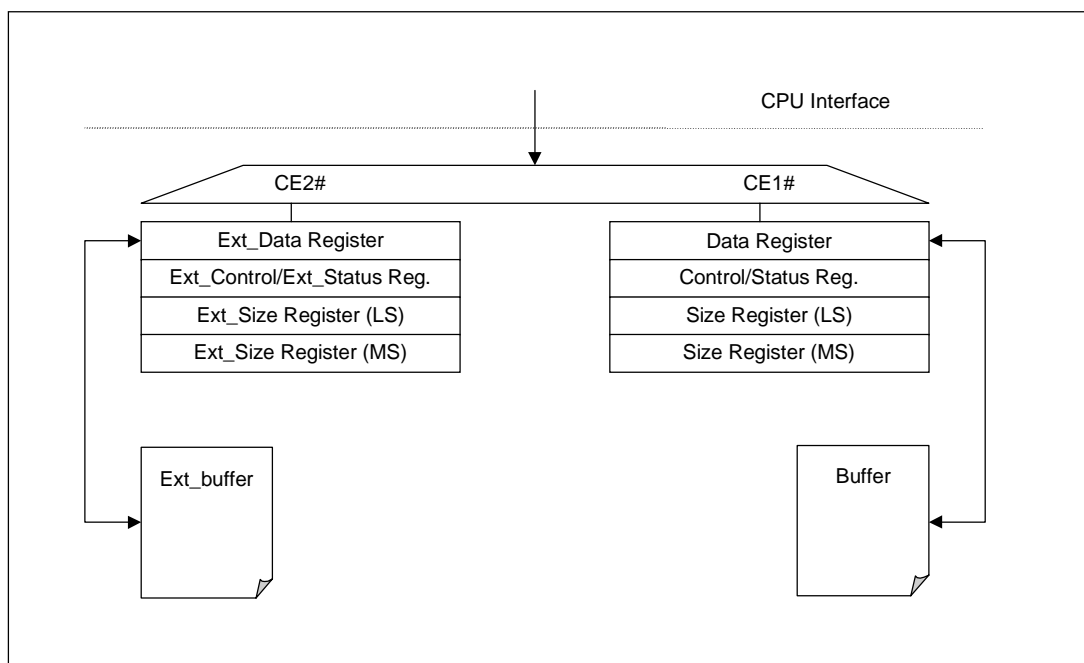 CPU Interface
CE2#
CE1#
Ext_Data Register
Ext_Control/Ext_Status Reg.
Ext_Size Register (LS)
Ext_Size Register (MS)
Data Register
Control/Status Reg.
Size Register (LS)
Size Register (MS)
Ext_buffer
Buffer